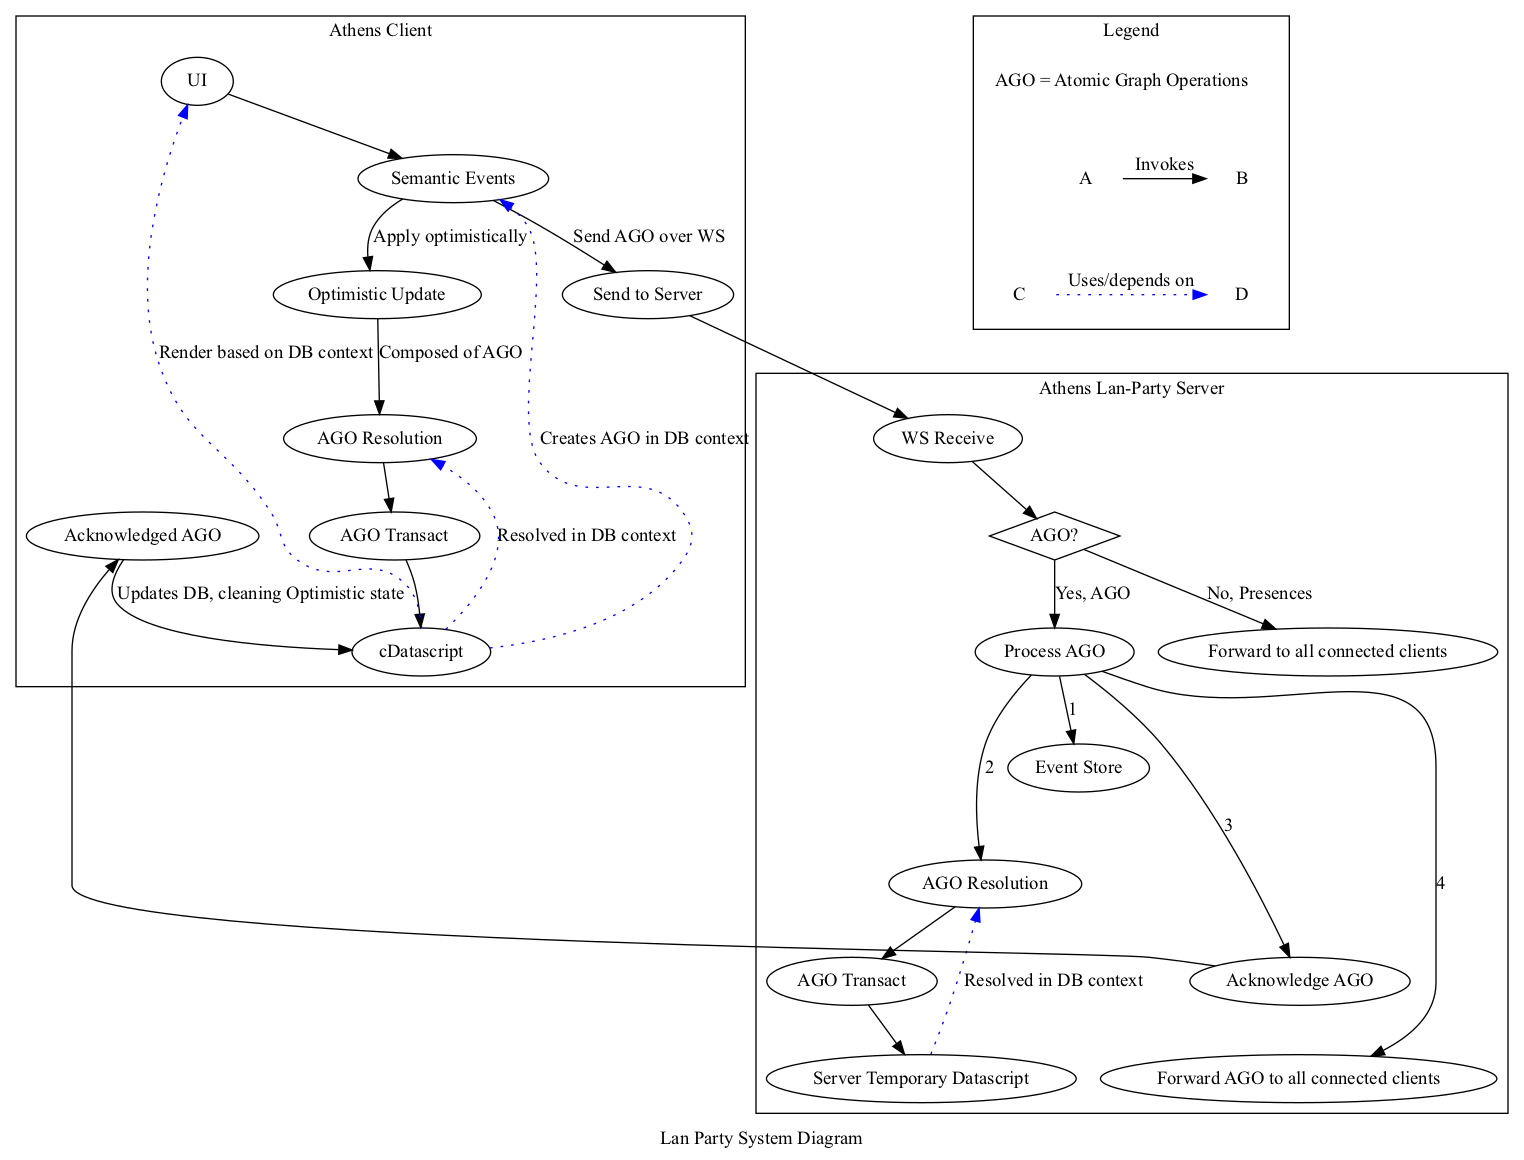 Athens Client
UI
Semantic Events
Apply optimistically
Send AGO over WS
Optimistic Update
Send to Server
Render based on DB context
Composed of AGO
AGO Resolution
Creates AGO in DB context
Acknowledged AGO
AGO Transact
Resolved in DB context
Updates DB, cleaning Optimistic state
cDatascript
Legend
AGO = Atomic Graph Operations
A
Invokes
B
C
Uses/depends on
D
Athens Lan-Party Server
WS Receive
AGO?
Yes, AGO
No, Presences
Process AGO
Forward to all connected clients
1
2
Event Store
3
4
AGO Resolution
AGO Transact
Resolved in DB context
Acknowledge AGO
Server Temporary Datascript
Forward AGO to all connected clients
Lan Party System Diagram